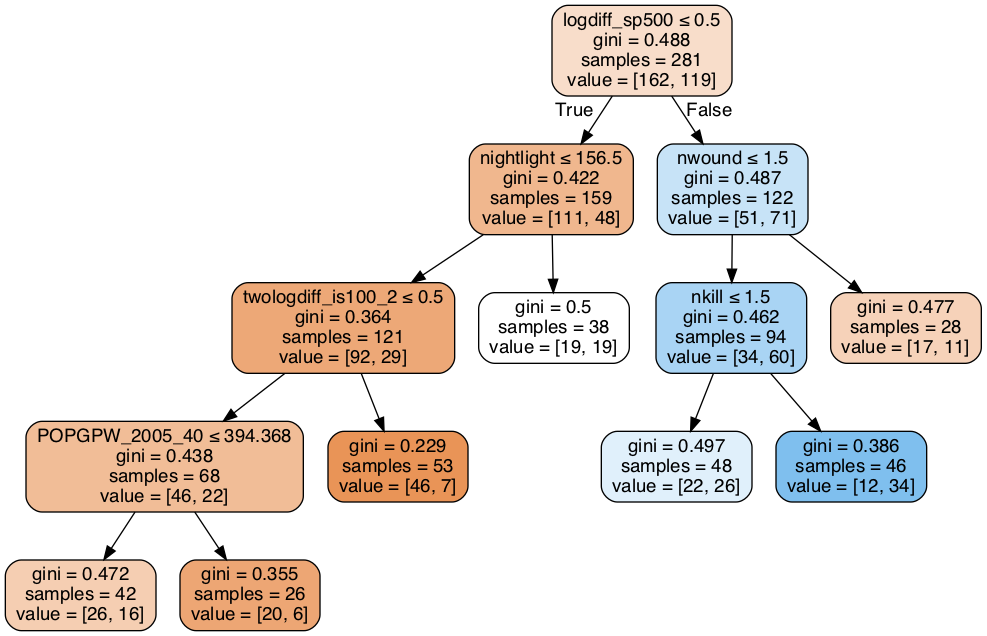 logdiff_sp500 ≤ 0.5
gini = 0.488
samples = 281
value = [162, 119]
True
False
nightlight ≤ 156.5
gini = 0.422
samples = 159
value = [111, 48]
nwound ≤ 1.5
gini = 0.487
samples = 122
value = [51, 71]
twologdiff_is100_2 ≤ 0.5
gini = 0.364
samples = 121
value = [92, 29]
gini = 0.5
samples = 38
value = [19, 19]
nkill ≤ 1.5
gini = 0.462
samples = 94
value = [34, 60]
gini = 0.477
samples = 28
value = [17, 11]
POPGPW_2005_40 ≤ 394.368
gini = 0.438
samples = 68
value = [46, 22]
gini = 0.229
samples = 53
value = [46, 7]
gini = 0.497
samples = 48
value = [22, 26]
gini = 0.386
samples = 46
value = [12, 34]
gini = 0.472
samples = 42
value = [26, 16]
gini = 0.355
samples = 26
value = [20, 6]